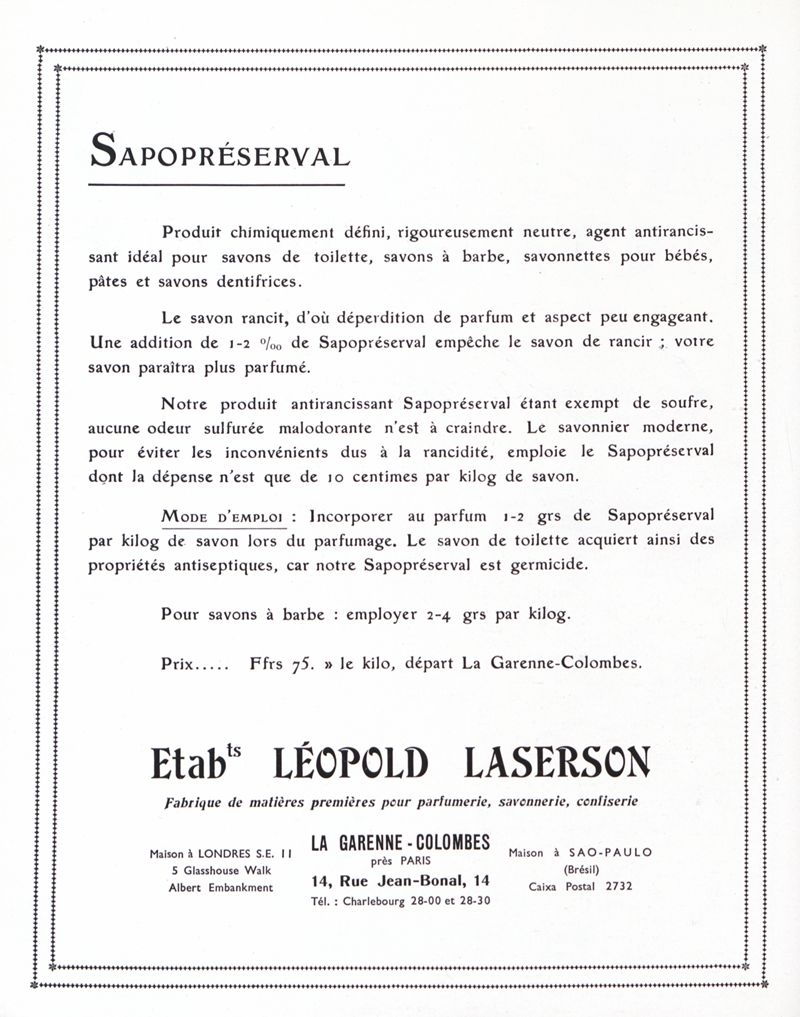 SAPOPRÉSERVAL
Produit chimiquement défini, rigoureusement neutre, agent antirancis-
sant idéal pour savons de toilette, savons à barbe, savonnettes pour bébés,
pâtes et savons dentifrices.
Le savon rancit, d'où déperdition de parfum et aspect peu engageant.
Une addition de 1-2 ‰ de Sapopréserval empêche le savon de rancir ; votre
savon paraîtra plus parfumé.
Notre produit antirancissant Sapopréserval étant exempt de soufre,
aucune odeur sulfurée malodorante n'est à craindre. Le savonnier moderne,
pour éviter les inconvénients dus à la rancidité, emploie le Sapopréserval
dont la dépense n'est que de 10 centimes par kilog de savon.
MODE D'EMPLOI : Incorporer au parfum 1-2 grs de Sapopréserval
par kilog de savon lors du parfumage. Le savon de toilette acquiert ainsi des
propriétés antiseptiques, car notre Sapopréserval est germicide.
Pour savons à barbe : employer 2-4 grs par kilog.
Prix..... Ffrs 75. » le kilo, départ La Garenne-Colombes.
Etabts LÉOPOLD LASERSON
Fabrique de matières premières pour parfumerie, savonnerie, confiserie
Maison à LONDRES S.E. 11
5 Glasshouse Walk
Albert Embankment
LA GARENNE-COLOMBES
près PARIS
14, Rue Jean-Bonal, 14
Tél. : Charlebourg 28-00 et 28-30
Maison à SAO-PAULO
(Brésil)
Caixa Postal 2732